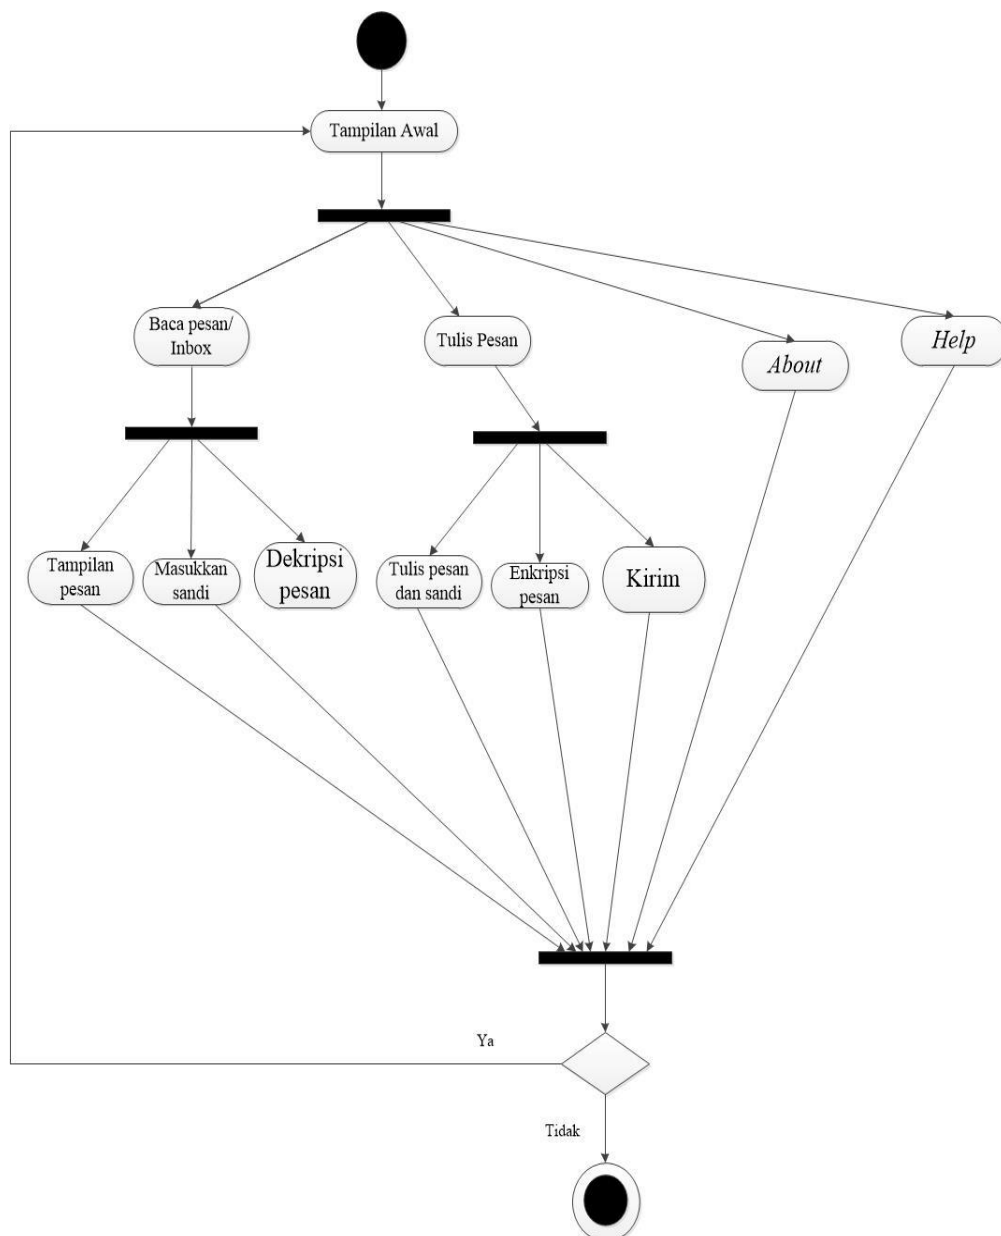 Tampilan Awal
Baca pesan/
Inbox
Tulis Pesan
About
Help
Tampilan
pesan
Masukkan
sandi
Dekripsi
pesan
Tulis pesan
dan sandi
Enkripsi
pesan
Kirim
Ya
Tidak